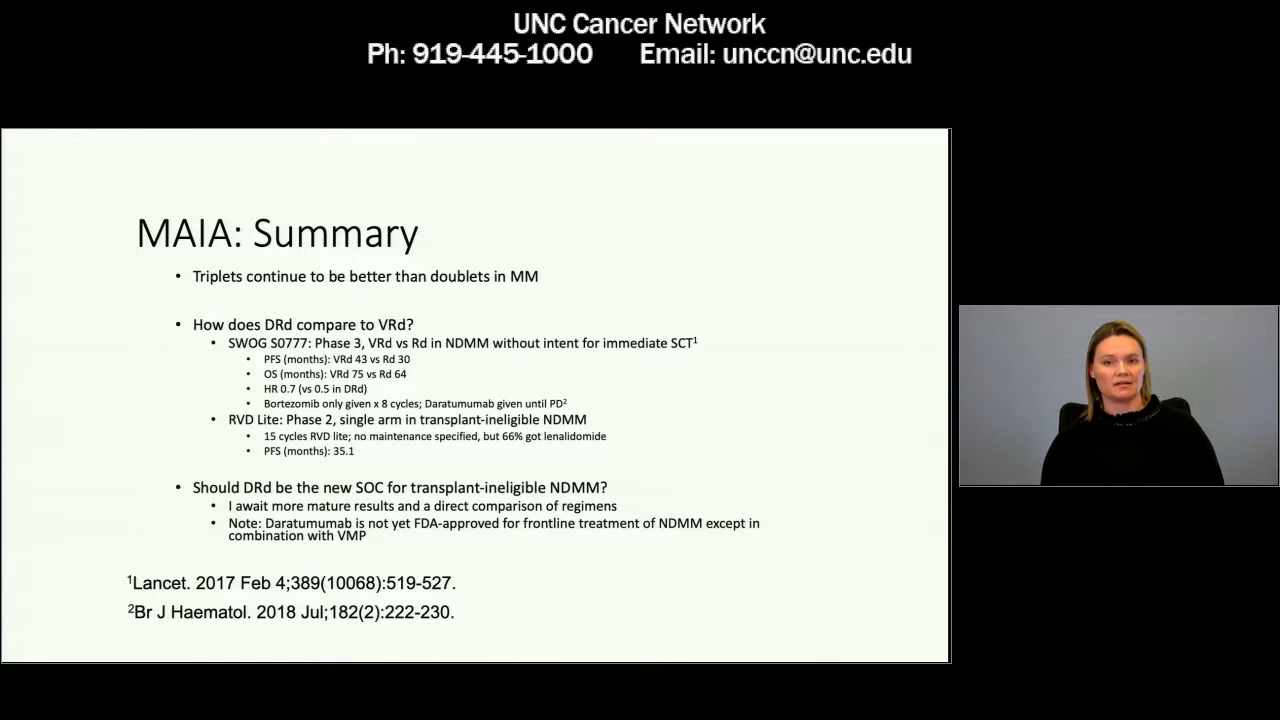 UNC Cancer Network
Ph: 919-445-1000 Email: unccn@unc.edu
MAIA: Summary
• Triplets continue to be better than doublets in MM
• How does DRd compare to VRd?
• SWOG S0777: Phase 3, VRd vs Rd in NDMM without intent for immediate SCT¹
• PFS (months): VRd 43 vs Rd 30
• OS (months): VRd 75 vs Rd 64
• HR 0.7 (vs 0.5 in DRd)
• Bortezomib only given x 8 cycles; Daratumumab given until PD²
• RVD Lite: Phase 2, single arm in transplant-ineligible NDMM
• 15 cycles RVD lite; no maintenance specified, but 66% got lenalidomide
• PFS (months): 35.1
• Should DRd be the new SOC for transplant-ineligible NDMM?
• I await more mature results and a direct comparison of regimens
• Note: Daratumumab is not yet FDA-approved for frontline treatment of NDMM except in
combination with VMP
¹Lancet. 2017 Feb 4;389(10068):519-527.
²Br J Haematol. 2018 Jul;182(2):222-230.